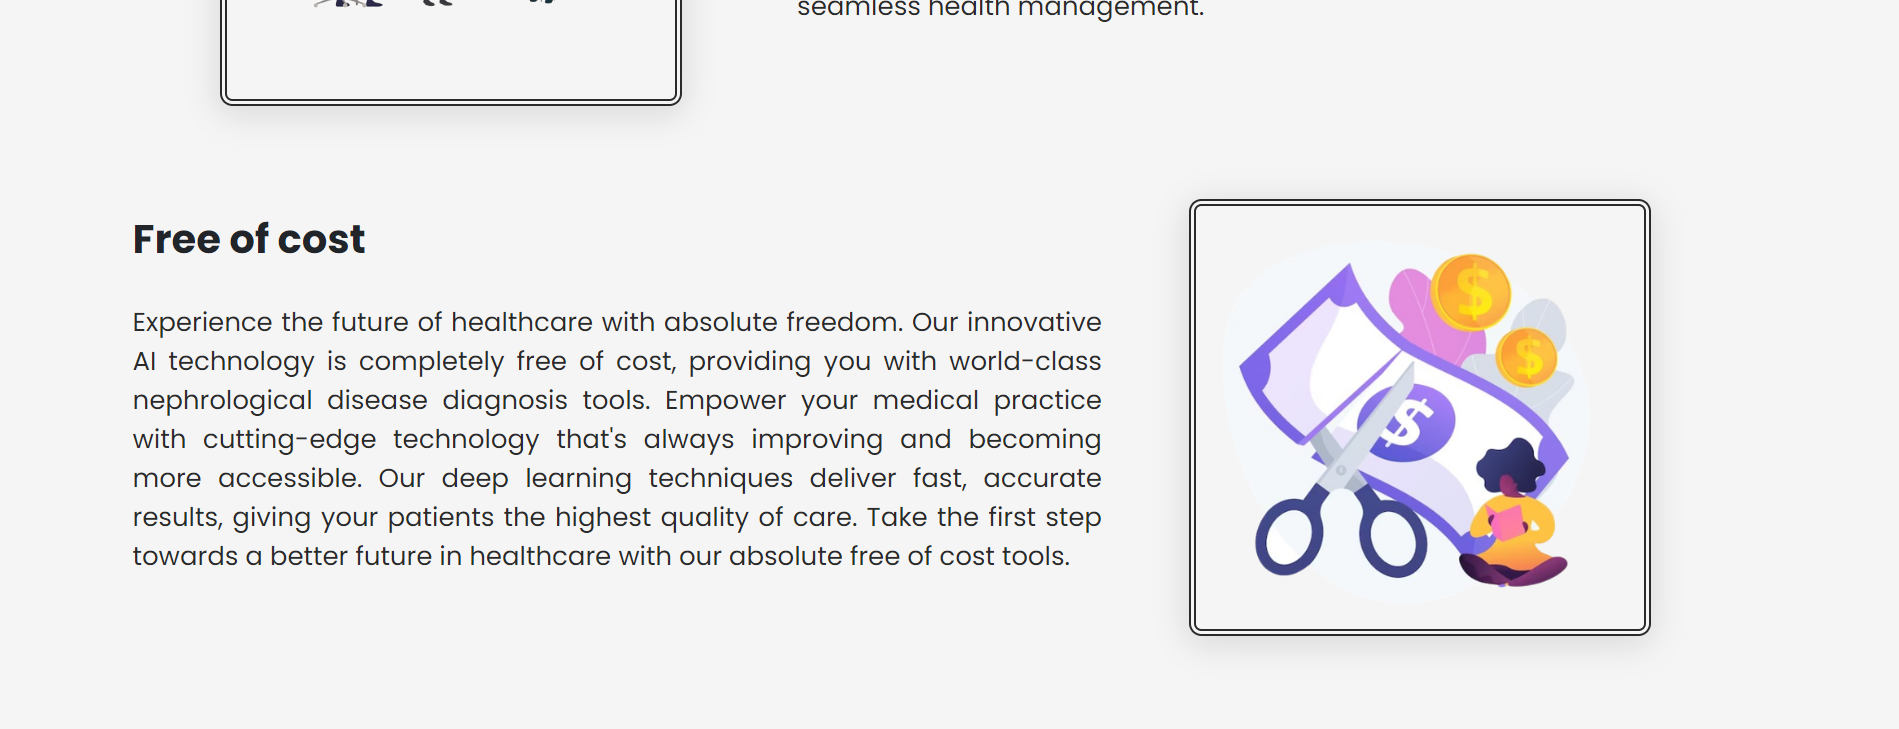 seamless health management.
Free of cost
Experience the future of healthcare with absolute freedom. Our innovative
AI technology is completely free of cost, providing you with world-class
nephrological disease diagnosis tools. Empower your medical practice
with cutting-edge technology that's always improving and becoming
more accessible. Our deep learning techniques deliver fast, accurate
results, giving your patients the highest quality of care. Take the first step
towards a better future in healthcare with our absolute free of cost tools.
$
$
$